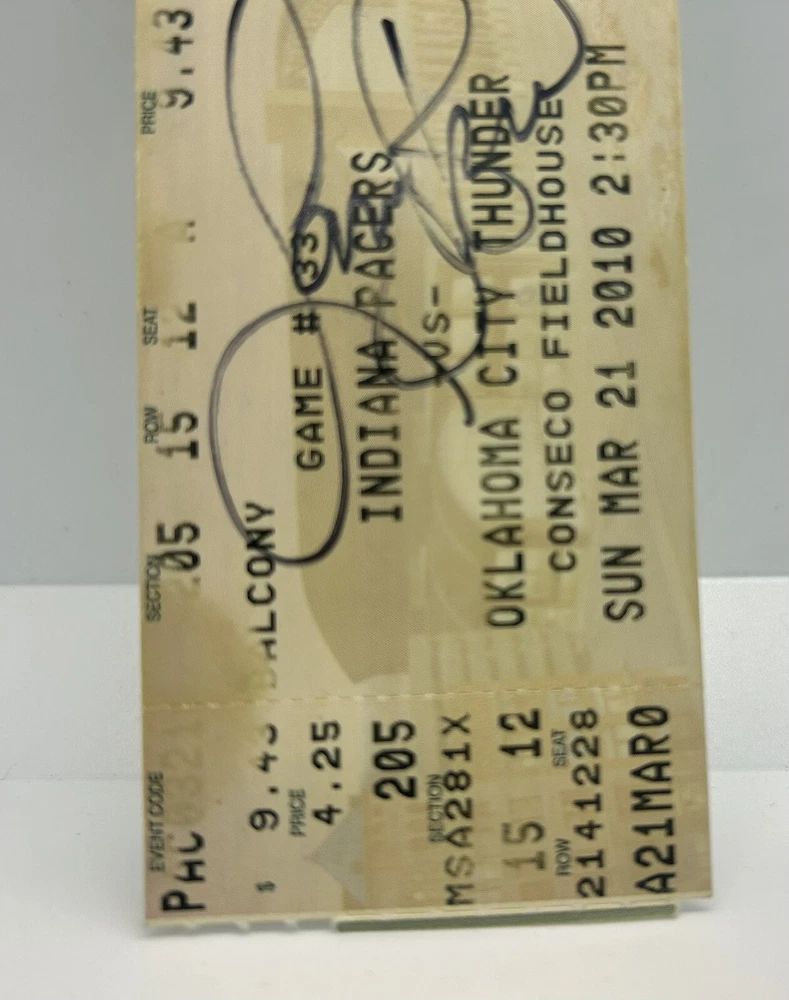 SECTION ROW SEAT PRICE
05 15 12 A 9.43
BALCONY
GAME # 33
INDIANA PACERS
-VS-
OKLAHOMA CITY THUNDER
CONSECO FIELDHOUSE
SUN MAR 21 2010 2:30PM
EVENT CODE
PAC0321
$ 9.43
PRICE
4.25
205
SECTION
MSA281X
15 12
ROW SEAT
2141228
A21MAR0